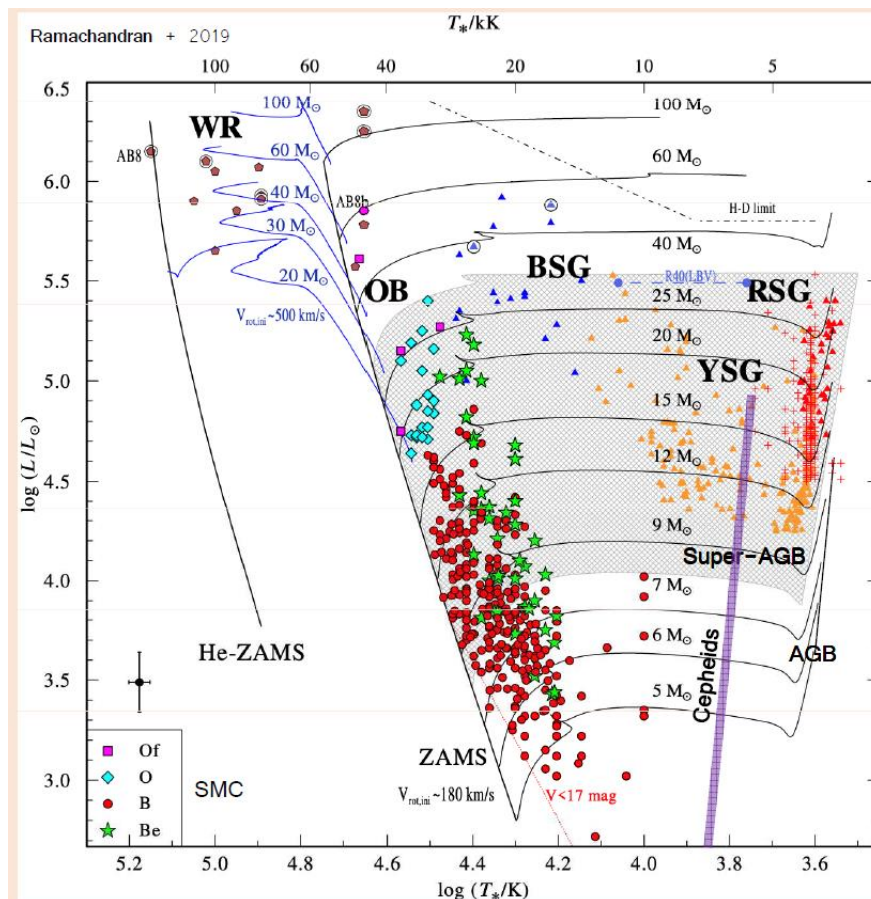 Ramachandran + 2019
T*/kK
100 60 40 20 10 5
6.5
6.0
5.5
5.0
4.5
4.0
3.5
3.0
log (L/L⊙)
WR
AB8
100 M⊙
60 M⊙
40 M⊙
30 M⊙
20 M⊙
V rot,ini ~500 km/s
AB8b
100 M⊙
60 M⊙
H-D limit
40 M⊙
OB
BSG
R40(LBV)
RSG
25 M⊙
20 M⊙
YSG
15 M⊙
12 M⊙
9 M⊙
Super-AGB
7 M⊙
6 M⊙
AGB
5 M⊙
Cepheids
He-ZAMS
ZAMS
V rot,ini ~180 km/s
V<17 mag
Of
O
B
Be
SMC
5.2 5.0 4.8 4.6 4.4 4.2 4.0 3.8 3.6
log (T*/K)